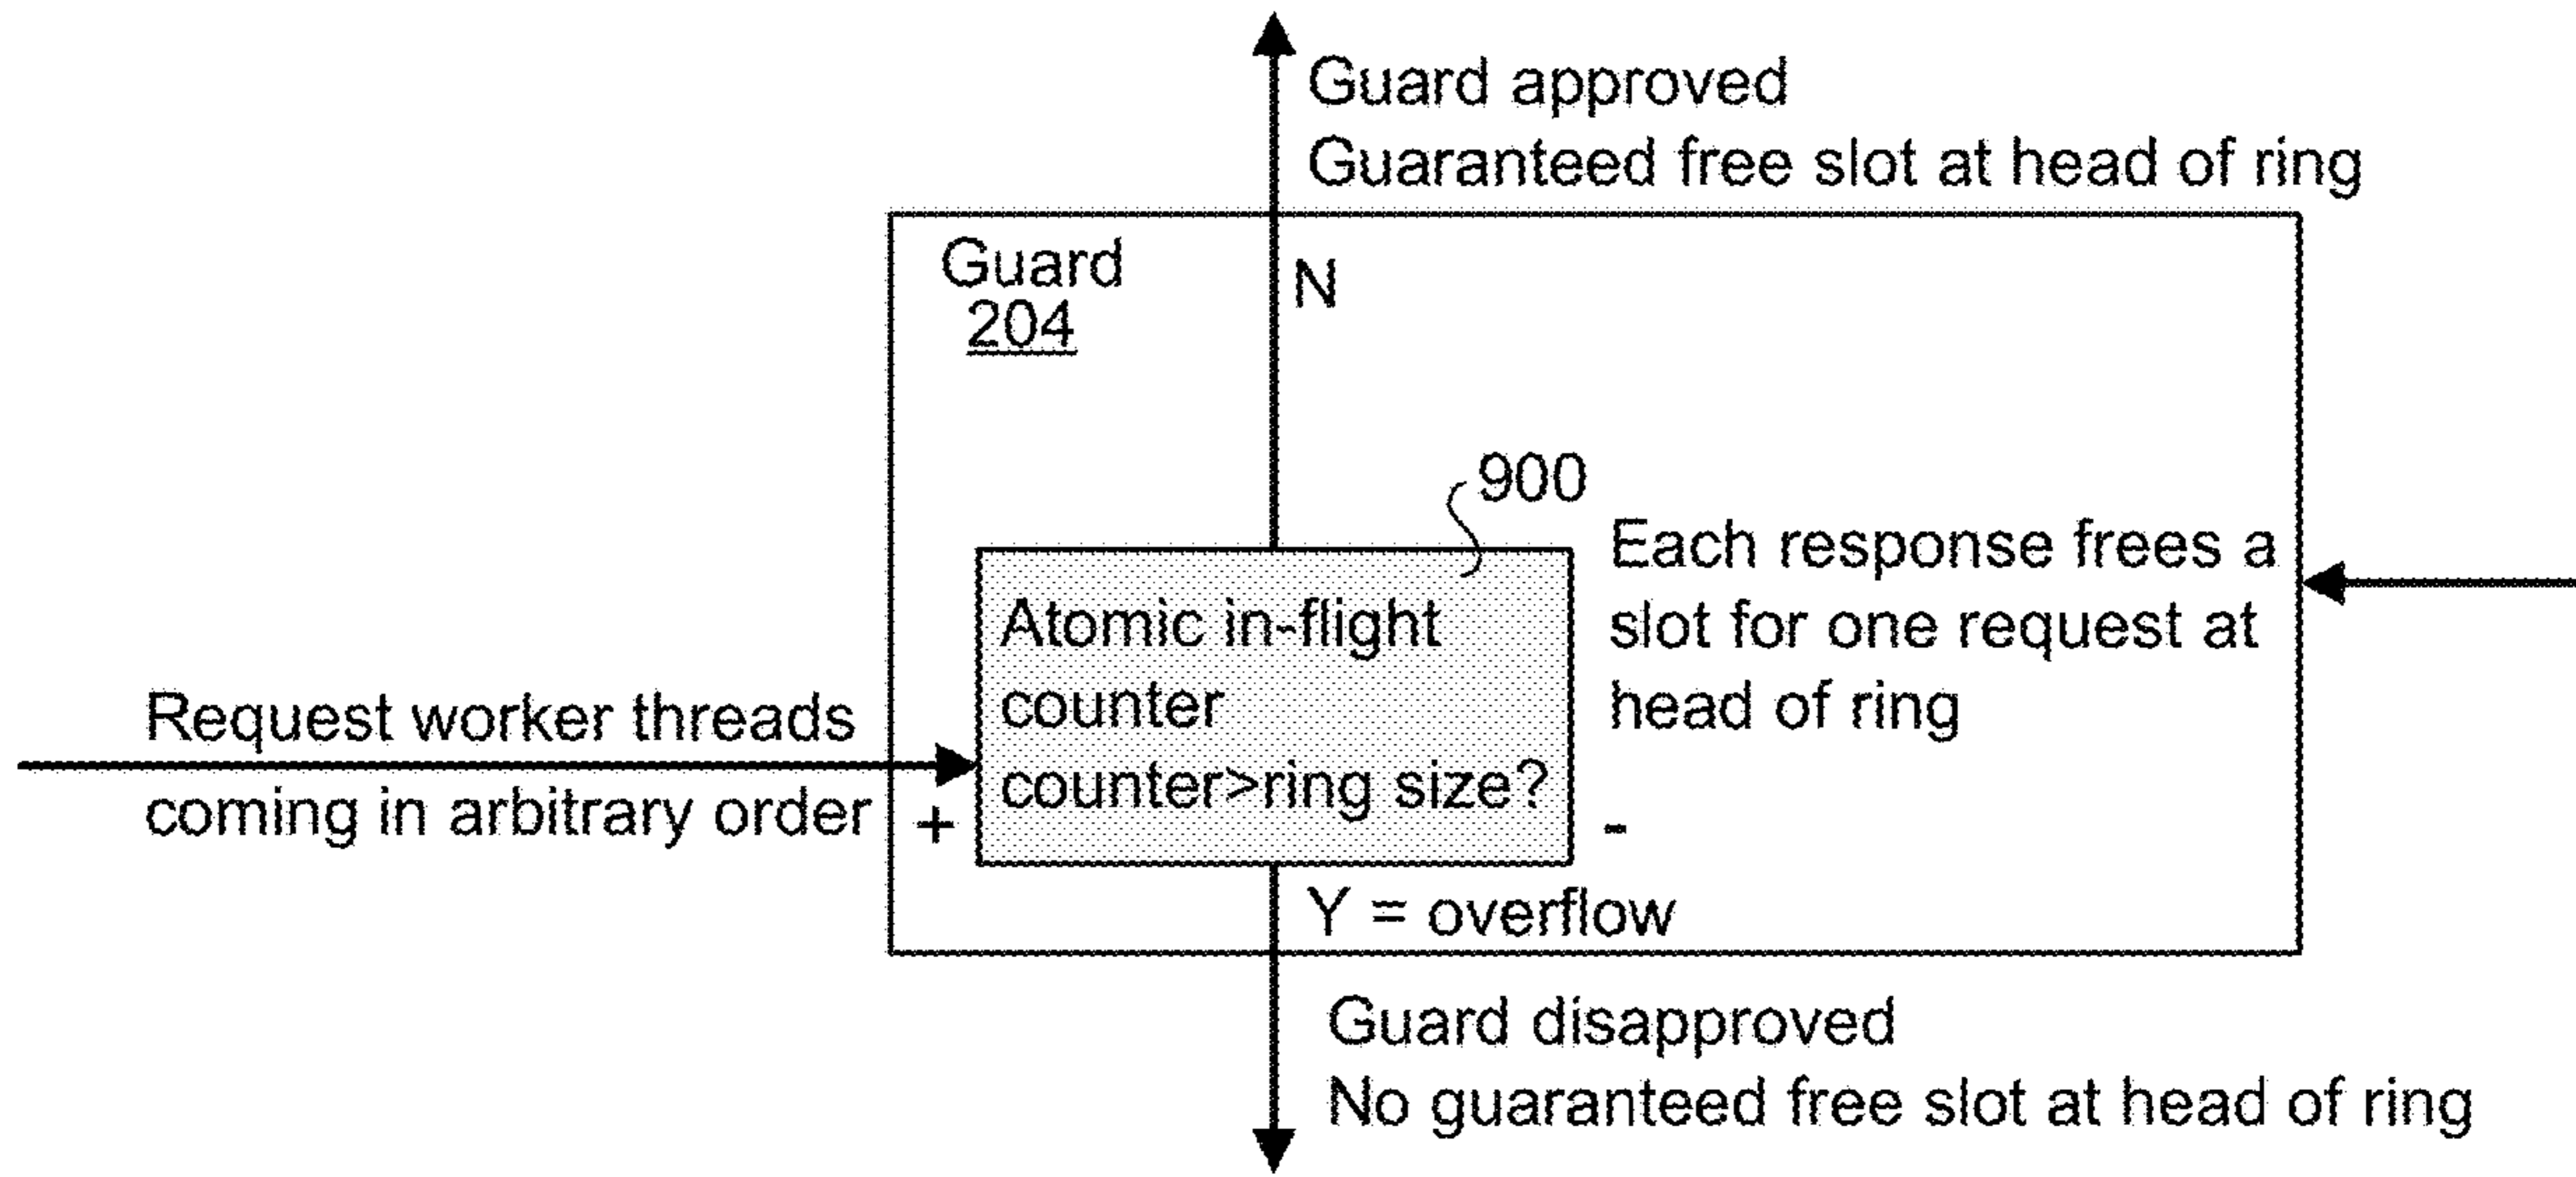 Guard approved
Guaranteed free slot at head of ring
Guard
204
N
900
Each response frees a
slot for one request at
head of ring
Atomic in-flight
counter
counter>ring size?
Request worker threads
coming in arbitrary order
+
-
Y = overflow
Guard disapproved
No guaranteed free slot at head of ring